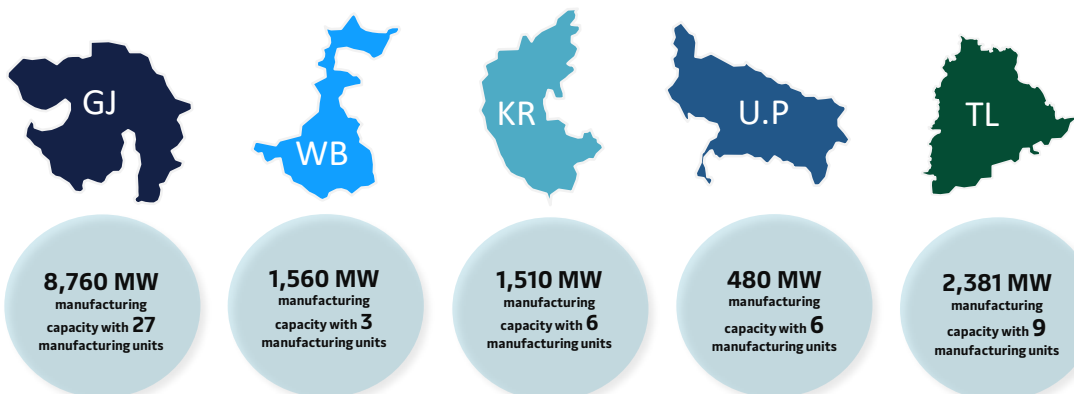 GJ
WB
KR
U.P
TL
8,760 MW
manufacturing
capacity with 27
manufacturing units
1,560 MW
manufacturing
capacity with 3
manufacturing units
1,510 MW
manufacturing
capacity with 6
manufacturing units
480 MW
manufacturing
capacity with 6
manufacturing units
2,381 MW
manufacturing
capacity with 9
manufacturing units